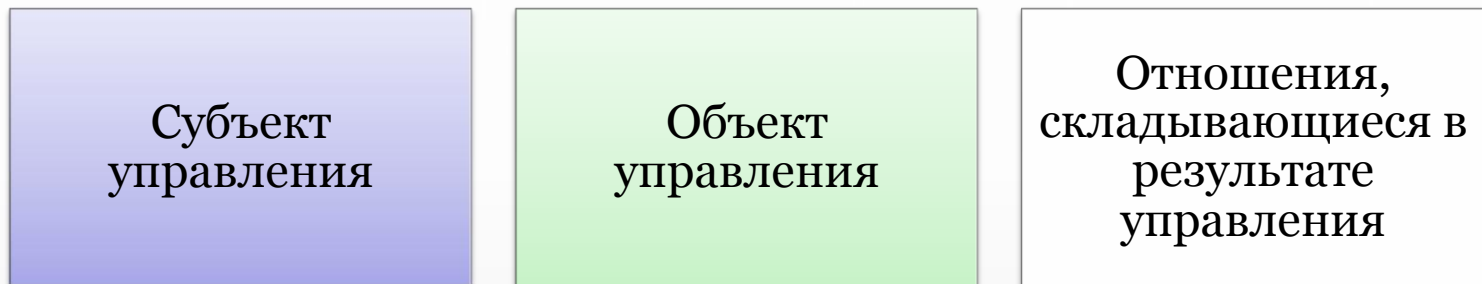 Субъект
управления
Объект
управления
Отношения,
складывающиеся в
результате
управления